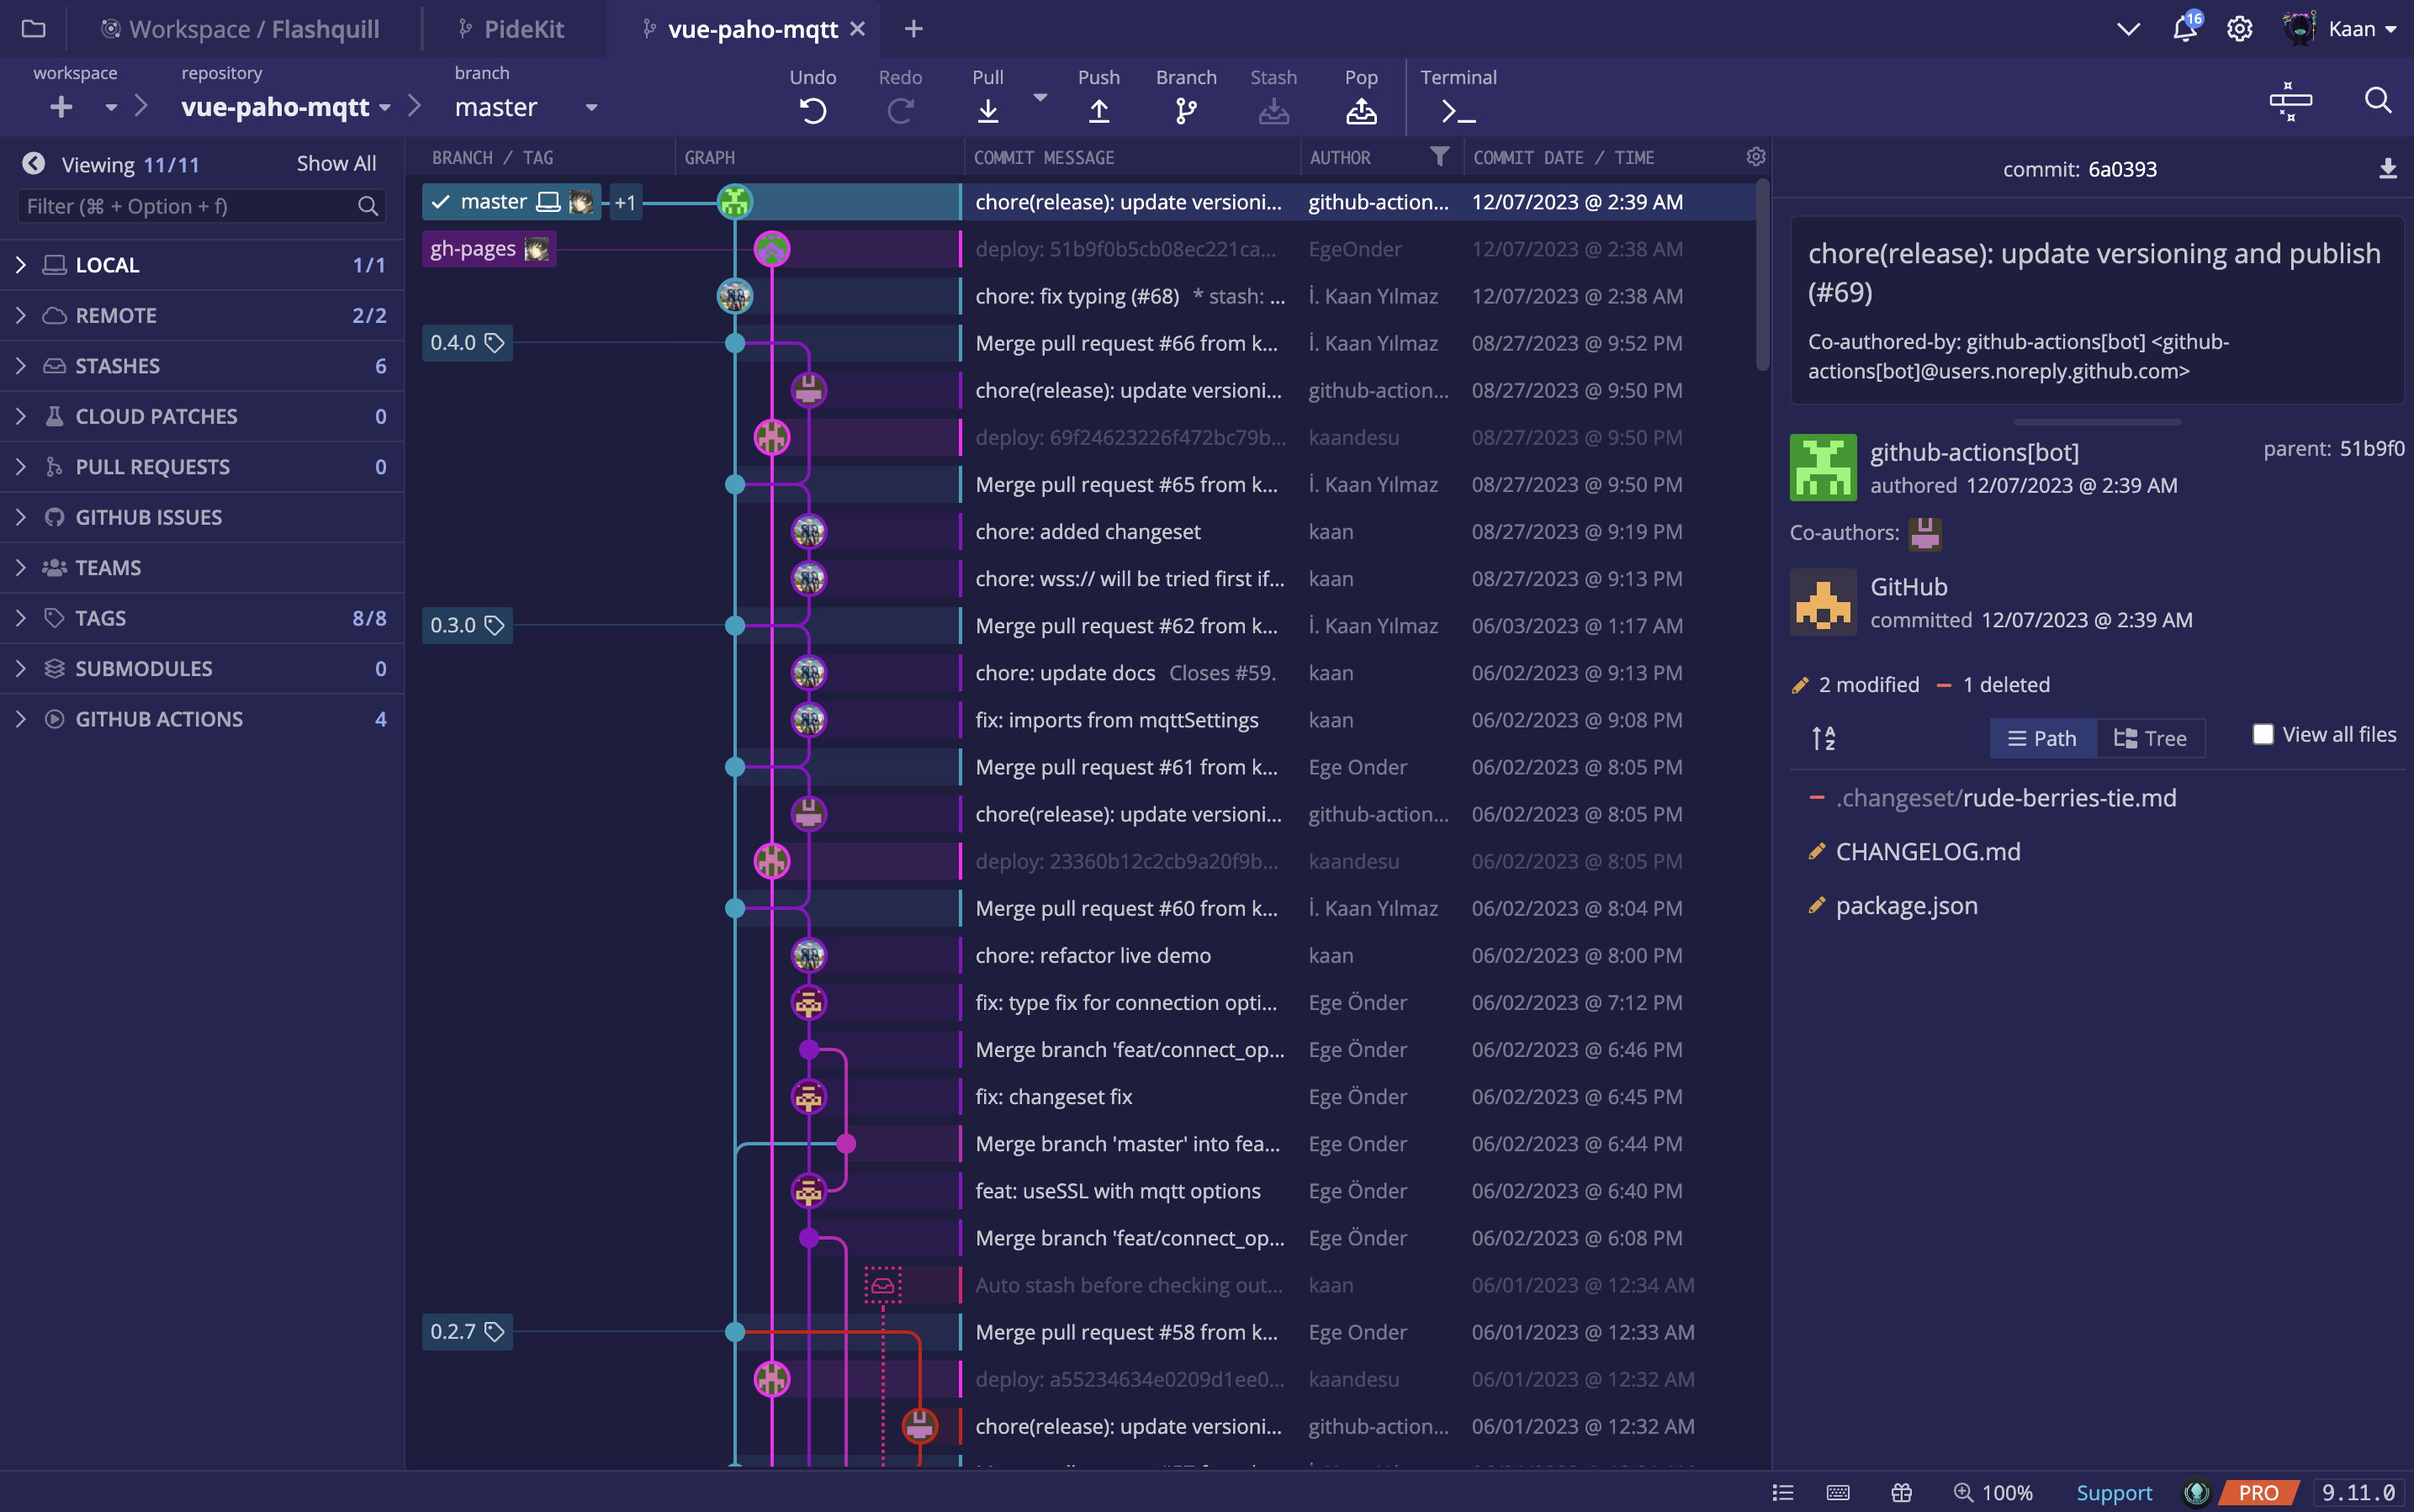 Workspace / Flashquill
PideKit
vue-paho-mqtt
16
Kaan
workspace
repository
vue-paho-mqtt
branch
master
Undo
Redo
Pull
Push
Branch
Stash
Pop
Terminal
Viewing 11/11
Show All
Filter (⌘ + Option + f)
LOCAL 1/1
REMOTE 2/2
STASHES 6
CLOUD PATCHES 0
PULL REQUESTS 0
GITHUB ISSUES
TEAMS
TAGS 8/8
SUBMODULES 0
GITHUB ACTIONS 4
BRANCH / TAG GRAPH COMMIT MESSAGE AUTHOR COMMIT DATE / TIME
master +1 chore(release): update versioni... github-action... 12/07/2023 @ 2:39 AM
gh-pages deploy: 51b9f0b5cb08ec221ca... EgeOnder 12/07/2023 @ 2:38 AM
chore: fix typing (#68) * stash: ... İ. Kaan Yılmaz 12/07/2023 @ 2:38 AM
0.4.0 Merge pull request #66 from k... İ. Kaan Yılmaz 08/27/2023 @ 9:52 PM
chore(release): update versioni... github-action... 08/27/2023 @ 9:50 PM
deploy: 69f24623226f472bc79b... kaandesu 08/27/2023 @ 9:50 PM
Merge pull request #65 from k... İ. Kaan Yılmaz 08/27/2023 @ 9:50 PM
chore: added changeset kaan 08/27/2023 @ 9:19 PM
chore: wss:// will be tried first if... kaan 08/27/2023 @ 9:13 PM
0.3.0 Merge pull request #62 from k... İ. Kaan Yılmaz 06/03/2023 @ 1:17 AM
chore: update docs Closes #59. kaan 06/02/2023 @ 9:13 PM
fix: imports from mqttSettings kaan 06/02/2023 @ 9:08 PM
Merge pull request #61 from k... Ege Onder 06/02/2023 @ 8:05 PM
chore(release): update versioni... github-action... 06/02/2023 @ 8:05 PM
deploy: 23360b12c2cb9a20f9b... kaandesu 06/02/2023 @ 8:05 PM
Merge pull request #60 from k... İ. Kaan Yılmaz 06/02/2023 @ 8:04 PM
chore: refactor live demo kaan 06/02/2023 @ 8:00 PM
fix: type fix for connection opti... Ege Önder 06/02/2023 @ 7:12 PM
Merge branch 'feat/connect_op... Ege Önder 06/02/2023 @ 6:46 PM
fix: changeset fix Ege Önder 06/02/2023 @ 6:45 PM
Merge branch 'master' into fea... Ege Önder 06/02/2023 @ 6:44 PM
feat: useSSL with mqtt options Ege Önder 06/02/2023 @ 6:40 PM
Merge branch 'feat/connect_op... Ege Önder 06/02/2023 @ 6:08 PM
Auto stash before checking out... kaan 06/01/2023 @ 12:34 AM
0.2.7 Merge pull request #58 from k... Ege Onder 06/01/2023 @ 12:33 AM
deploy: a55234634e0209d1ee0... kaandesu 06/01/2023 @ 12:32 AM
chore(release): update versioni... github-action... 06/01/2023 @ 12:32 AM
commit: 6a0393
chore(release): update versioning and publish
(#69)
Co-authored-by: github-actions[bot] <github-
actions[bot]@users.noreply.github.com>
github-actions[bot]
parent: 51b9f0
authored 12/07/2023 @ 2:39 AM
Co-authors:
GitHub
committed 12/07/2023 @ 2:39 AM
2 modified 1 deleted
Path
Tree
View all files
.changeset/rude-berries-tie.md
CHANGELOG.md
package.json
100%
Support
PRO
9.11.0